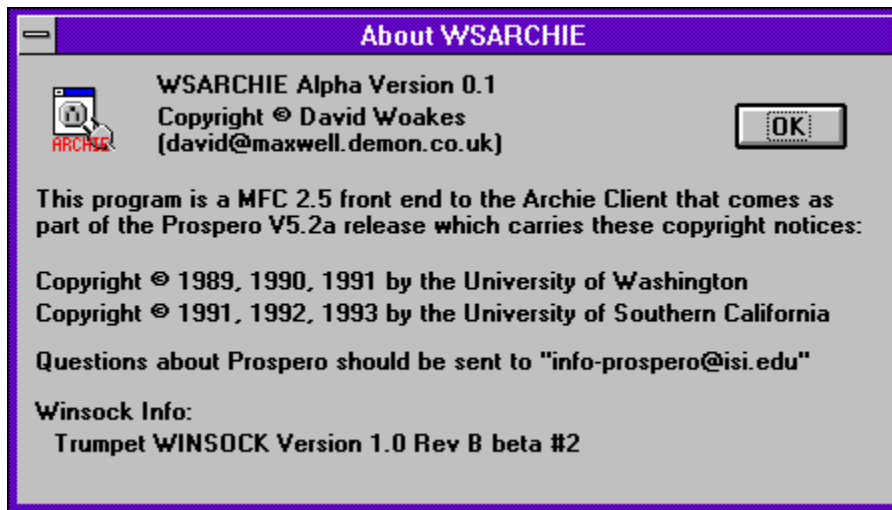 About WSARCHIE
WSARCHIE Alpha Version 0.1
Copyright © David Woakes
(david@maxwell.demon.co.uk)
OK
ARCHIE
This program is a MFC 2.5 front end to the Archie Client that comes as
part of the Prospero V5.2a release which carries these copyright notices:
Copyright © 1989, 1990, 1991 by the University of Washington
Copyright © 1991, 1992, 1993 by the University of Southern California
Questions about Prospero should be sent to "info-prospero@isi.edu"
Winsock Info:
Trumpet WINSOCK Version 1.0 Rev B beta #2